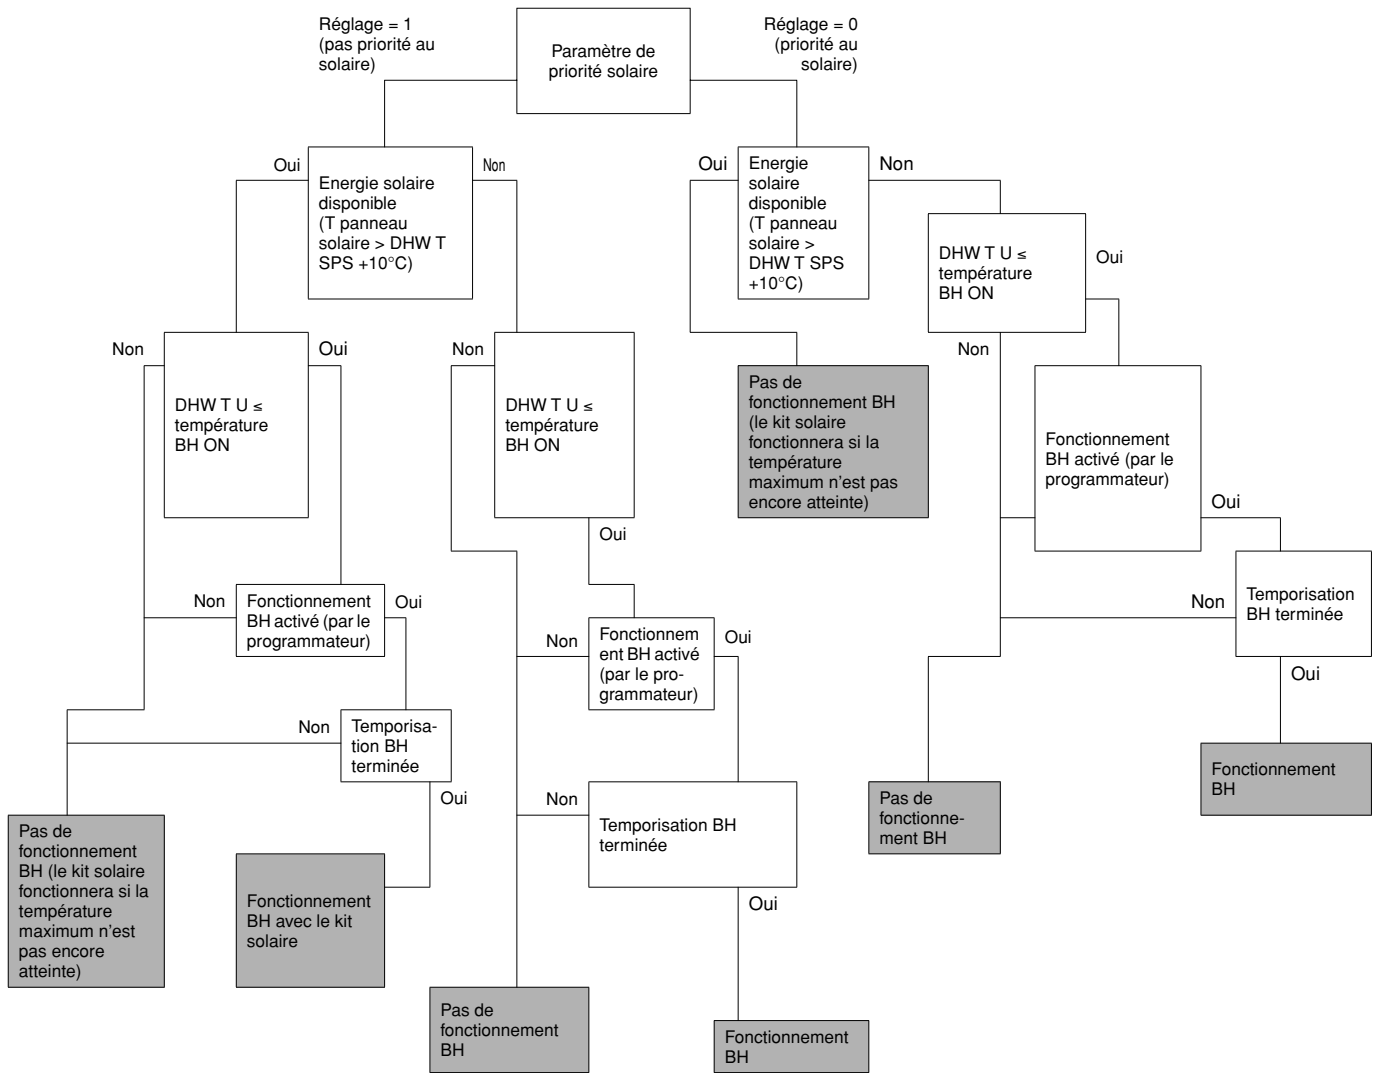 Réglage = 1
(pas priorité au
solaire)
Paramètre de
priorité solaire
Réglage = 0
(priorité au
solaire)
Oui
Energie solaire
disponible
(T panneau
solaire > DHW T
SPS +10°C)
Non
Oui
Energie
solaire
disponible
(T panneau
solaire >
DHW T SPS
+10°C)
Non
DHW T U ≤
température
BH ON
Oui
Non
Non
DHW T U ≤
température
BH ON
Oui
Non
DHW T U ≤
température
BH ON
Oui
Pas de
fonctionnement BH
(le kit solaire
fonctionnera si la
température
maximum n'est pas
encore atteinte)
Fonctionnement
BH activé (par le
programmateur)
Oui
Non
Fonctionnement
BH activé (par le
programmateur)
Oui
Non
Fonctionnem
ent BH activé
(par le pro-
grammateur)
Oui
Non
Temporisation
BH terminée
Oui
Non
Temporisa-
tion BH
terminée
Oui
Non
Temporisation BH
terminée
Oui
Pas de
fonctionne-
ment BH
Fonctionnement
BH
Pas de
fonctionnement
BH (le kit solaire
fonctionnera si la
température
maximum n'est
pas encore
atteinte)
Fonctionnement
BH avec le kit
solaire
Pas de
fonctionnement
BH
Fonctionnement
BH